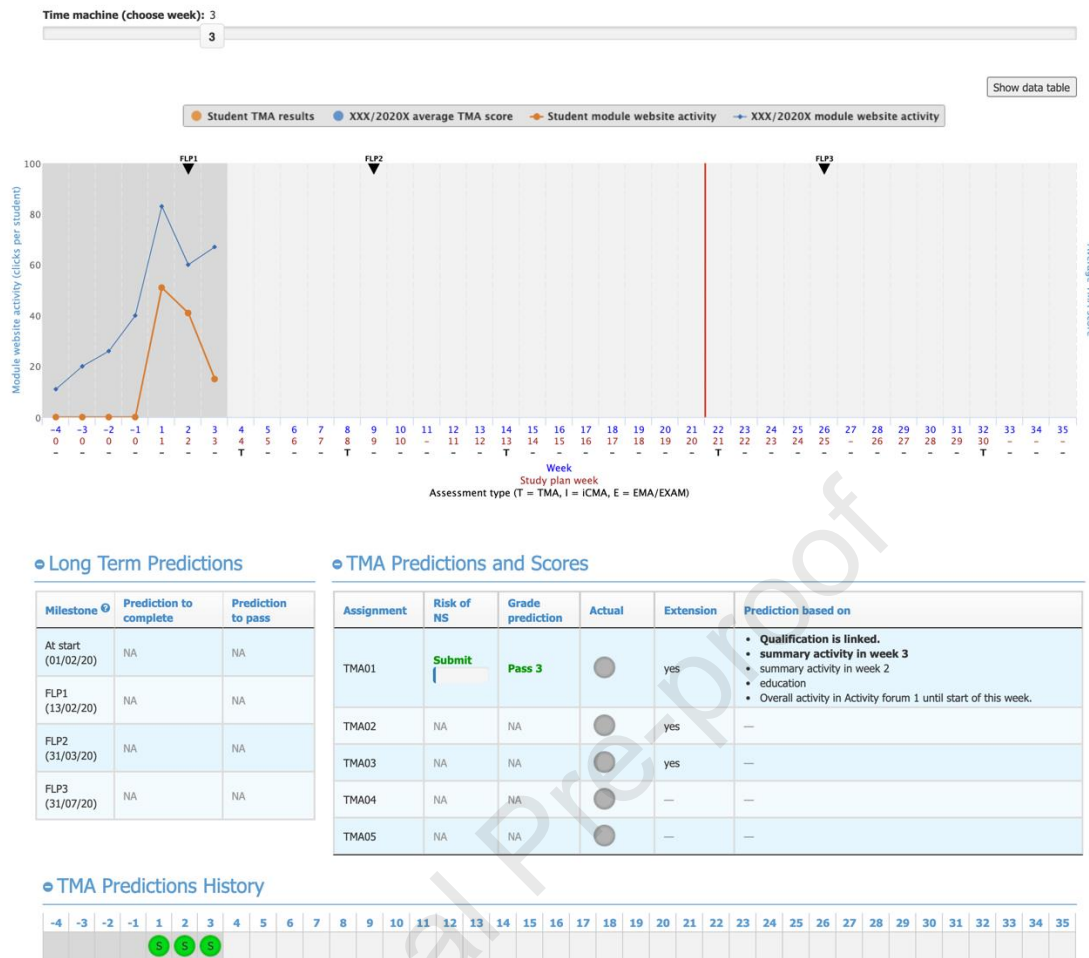 Time machine (choose week): 3
3
Show data table
Student TMA results XXX/2020X average TMA score Student module website activity XXX/2020X module website activity
FLP1 FLP2 FLP3
100
80
60
40
20
0
Module website activity (clicks per student)
-4 -3 -2 -1 1 2 3 4 5 6 7 8 9 10 11 12 13 14 15 16 17 18 19 20 21 22 23 24 25 26 27 28 29 30 31 32 33 34 35
0 0 0 0 1 2 3 4 5 6 7 8 9 10 - 11 12 13 14 15 16 17 18 19 20 21 22 23 24 25 - 26 27 28 29 30 - - -
- - - - - - - T - - - T - - - - - T - - - - - - - T - - - - - - - - - T - - -
Week
Study plan week
Assessment type (T = TMA, I = iCMA, E = EMA/EXAM)
Long Term Predictions
Milestone ? Prediction to complete Prediction to pass
At start (01/02/20) NA NA
FLP1 (13/02/20) NA NA
FLP2 (31/03/20) NA NA
FLP3 (31/07/20) NA NA
TMA Predictions and Scores
Assignment Risk of NS Grade prediction Actual Extension Prediction based on
TMA01 Submit Pass 3 yes
• Qualification is linked.
• summary activity in week 3
• summary activity in week 2
• education
• Overall activity in Activity forum 1 until start of this week.
TMA02 NA NA yes —
TMA03 NA NA yes —
TMA04 NA NA — —
TMA05 NA NA — —
TMA Predictions History
-4 -3 -2 -1 1 2 3 4 5 6 7 8 9 10 11 12 13 14 15 16 17 18 19 20 21 22 23 24 25 26 27 28 29 30 31 32 33 34 35
S S S
al Pre-proof